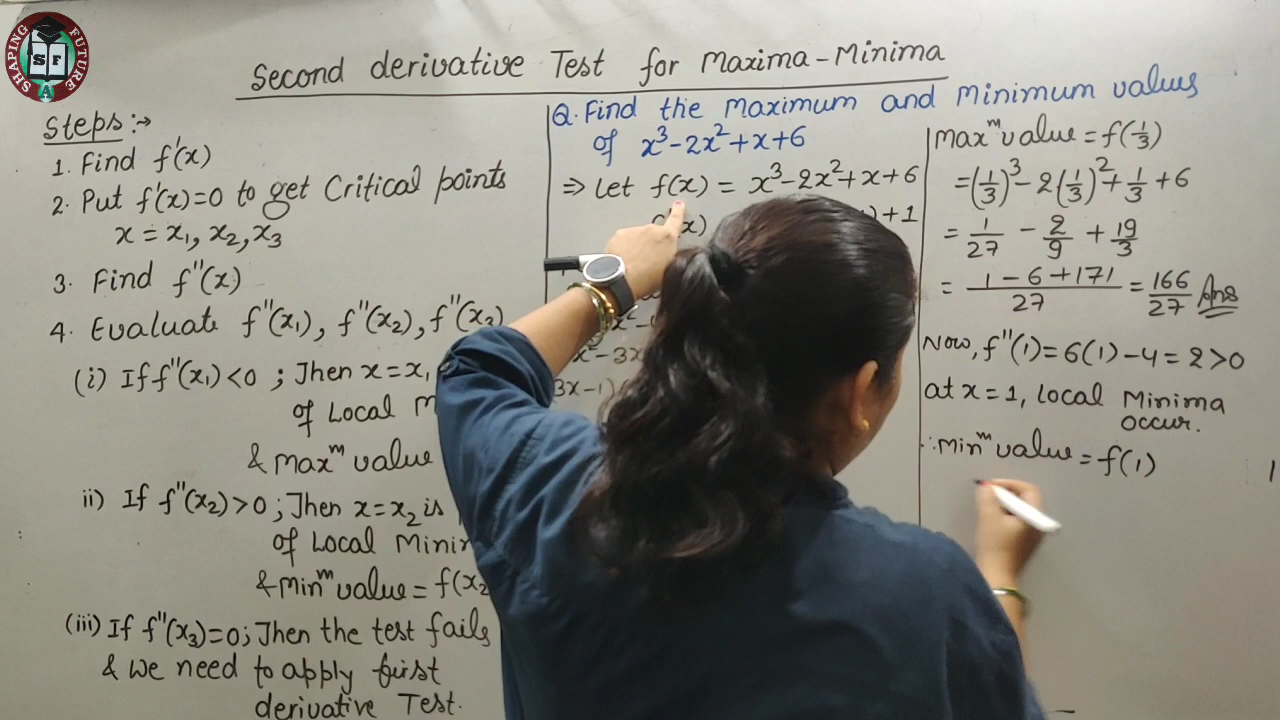 SHAPING FUTURE
S F
A
Second derivative Test for Maxima-Minima
Steps:→
1. Find f'(x)
2. Put f'(x)=0 to get Critical points
x = x₁, x₂, x₃
3. Find f''(x)
4. Evaluate f''(x₁), f''(x₂), f''(x₃)
(i) If f''(x₁)<0 ; Then x=x₁
of Local M
& maxᵐ value
ii) If f''(x₂)>0 ; Then x=x₂ is
of Local Minim
& minᵐ value = f(x₂
(iii) If f''(x₃)=0; Then the test fails
& we need to apply first
derivative Test.
Q. Find the maximum and minimum values
of x³-2x²+x+6
⇒ Let f(x) = x³-2x²+x+6
x) )+1
x²-
x²-3x
3x-1)
maxᵐ value = f(1/3)
=(1/3)³-2(1/3)²+1/3+6
= 1/27 - 2/9 + 19/3
= (1-6+171)/27 = 166/27 Ans
Now, f''(1)=6(1)-4=2>0
at x=1, local Minima
occur.
∴ minᵐ value = f(1)